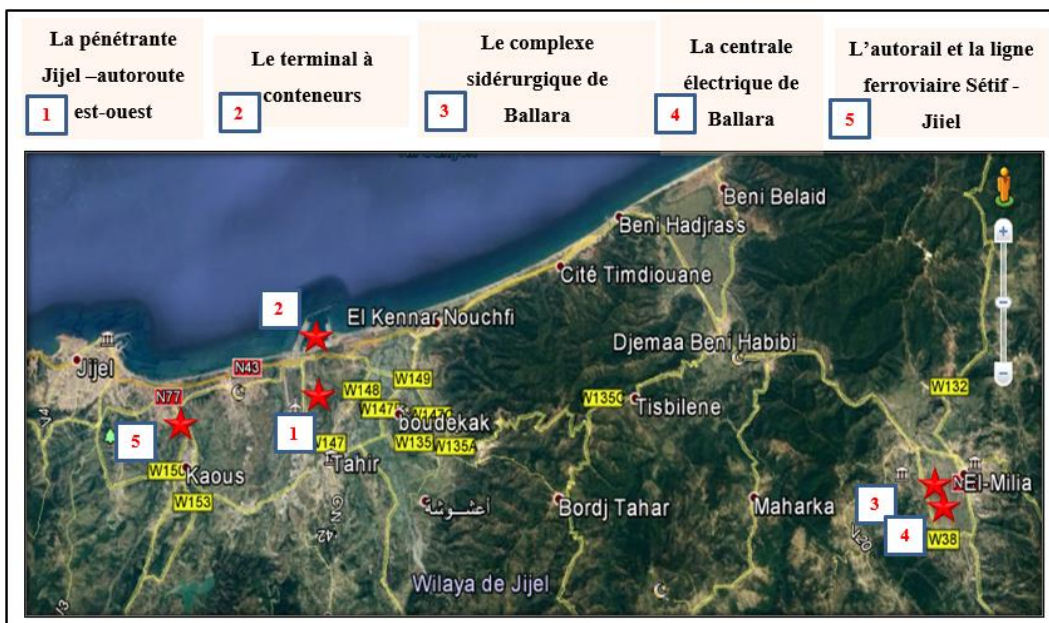 La pénétrante
Jijel –autoroute
est-ouest
1
Le terminal à
conteneurs
2
Le complexe
sidérurgique de
Ballara
3
La centrale
électrique de
Ballara
4
L’autorail et la ligne
ferroviaire Sétif -
Jijel
5
Beni Belaid
Beni Hadjrass
Cité Timdiouane
2
El Kennar Nouchfi
Djemaa Beni Habibi
Jijel
N43
W149
W148
W132
N77
W147
W135
Tisbilene
boudekak
5
1
W147
W135
W135A
W150
Kaous
Tahir
El-Milia
W153
أعشوشة
Bordj Tahar
Maharka
3
4
W38
N20
Wilaya de Jijel